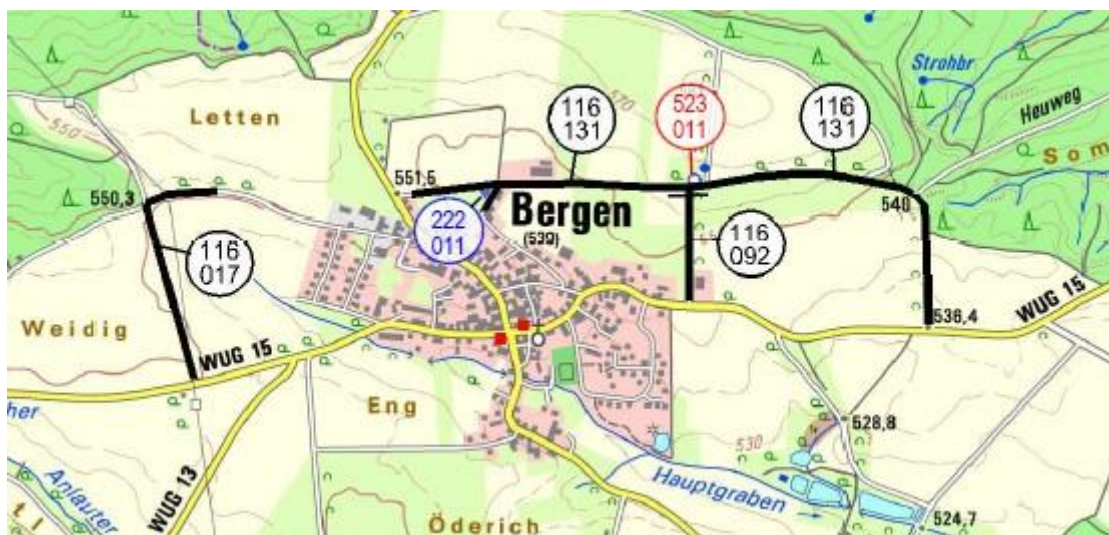 Strohbr
116
131
523
011
116
131
Letten
570
550
Heuweg
550,3
551,5
540
Bergen
(539)
222
011
116
017
116
092
Weidig
WUG 15
WUG 15
536,4
Eng
528,8
530
WUG 13
Anlauter
Hauptgraben
Öderich
524,7